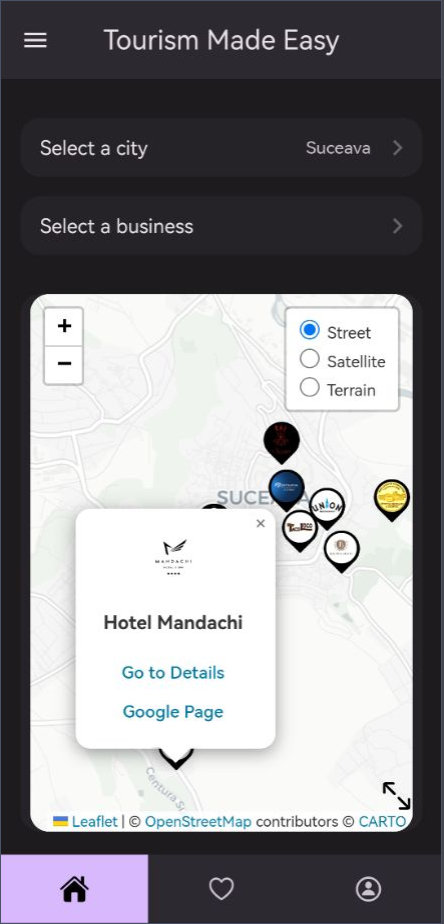 Tourism Made Easy
Select a city
Suceava
Select a business
+
−
Street
Satellite
Terrain
UNION
×
MANDACHI
Hotel Mandachi
Go to Details
Google Page
Centura S
Leaflet | © OpenStreetMap contributors © CARTO